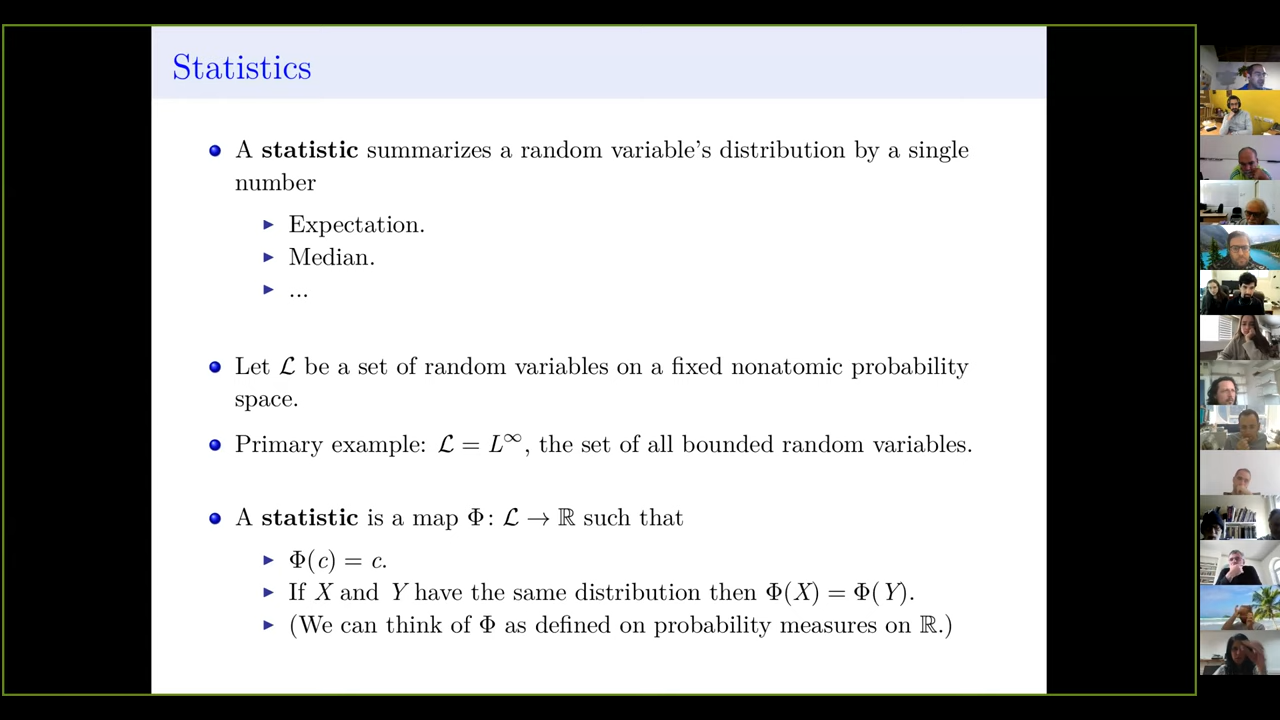 Statistics
A statistic summarizes a random variable's distribution by a single
number
Expectation.
Median.
...
Let ℒ be a set of random variables on a fixed nonatomic probability
space.
Primary example: ℒ = L^∞, the set of all bounded random variables.
A statistic is a map Φ: ℒ → ℝ such that
Φ(c) = c.
If X and Y have the same distribution then Φ(X) = Φ(Y).
(We can think of Φ as defined on probability measures on ℝ.)